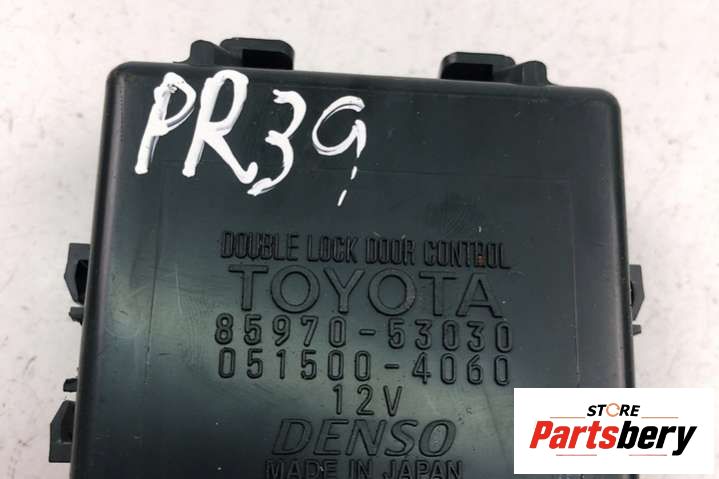 PR39
DOUBLE LOCK DOOR CONTROL
TOYOTA
85970-53030
051500-4060
12V
DENSO
MADE IN JAPAN
STORE
Partsbery